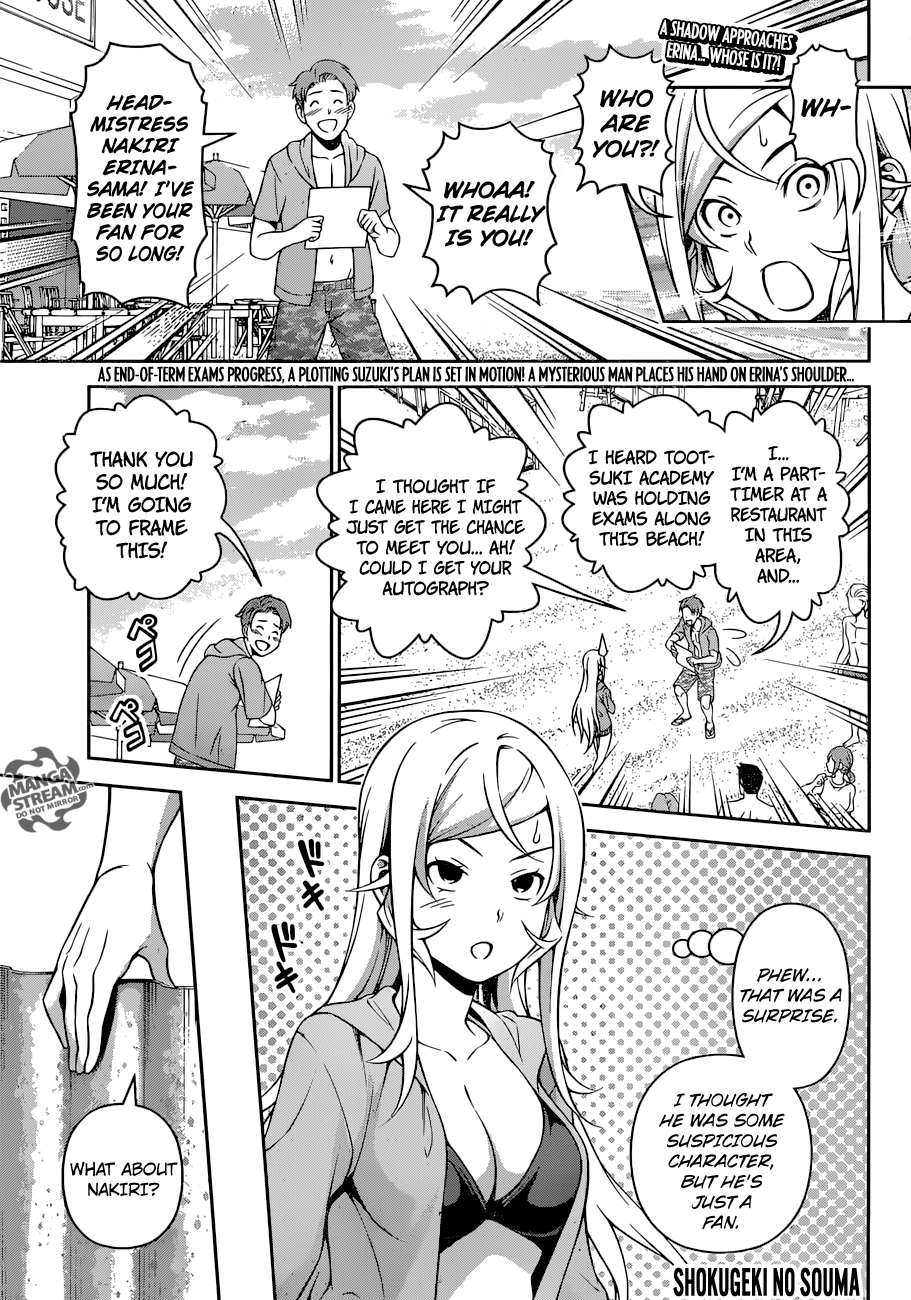 A SHADOW APPROACHES
ERINA... WHOSE IS IT?!
WH-
WHO
ARE
YOU?!
WHOAA!
IT REALLY
IS YOU!
HEAD-
MISTRESS
NAKIRI
ERINA-
SAMA! I'VE
BEEN YOUR
FAN FOR
SO LONG!
OUSE
AS END-OF-TERM EXAMS PROGRESS, A PLOTTING SUZUKI'S PLAN IS SET IN MOTION! A MYSTERIOUS MAN PLACES HIS HAND ON ERINA'S SHOULDER...
I...
I'M A PART-
TIMER AT A
RESTAURANT
IN THIS
AREA,
AND...
I HEARD TOOT-
SUKI ACADEMY
WAS HOLDING
EXAMS ALONG
THIS BEACH!
I THOUGHT IF
I CAME HERE I MIGHT
JUST GET THE CHANCE
TO MEET YOU... AH!
COULD I GET YOUR
AUTOGRAPH?
THANK YOU
SO MUCH!
I'M GOING
TO FRAME
THIS!
ペコ
ペコ
MANGA
STREAM.com
DO NOT MIRROR
ドキ
ドキ
PHEW...
THAT WAS A
SURPRISE.
I THOUGHT
HE WAS SOME
SUSPICIOUS
CHARACTER,
BUT HE'S
JUST A
FAN.
WHAT ABOUT
NAKIRI?
SHOKUGEKI NO SOUMA